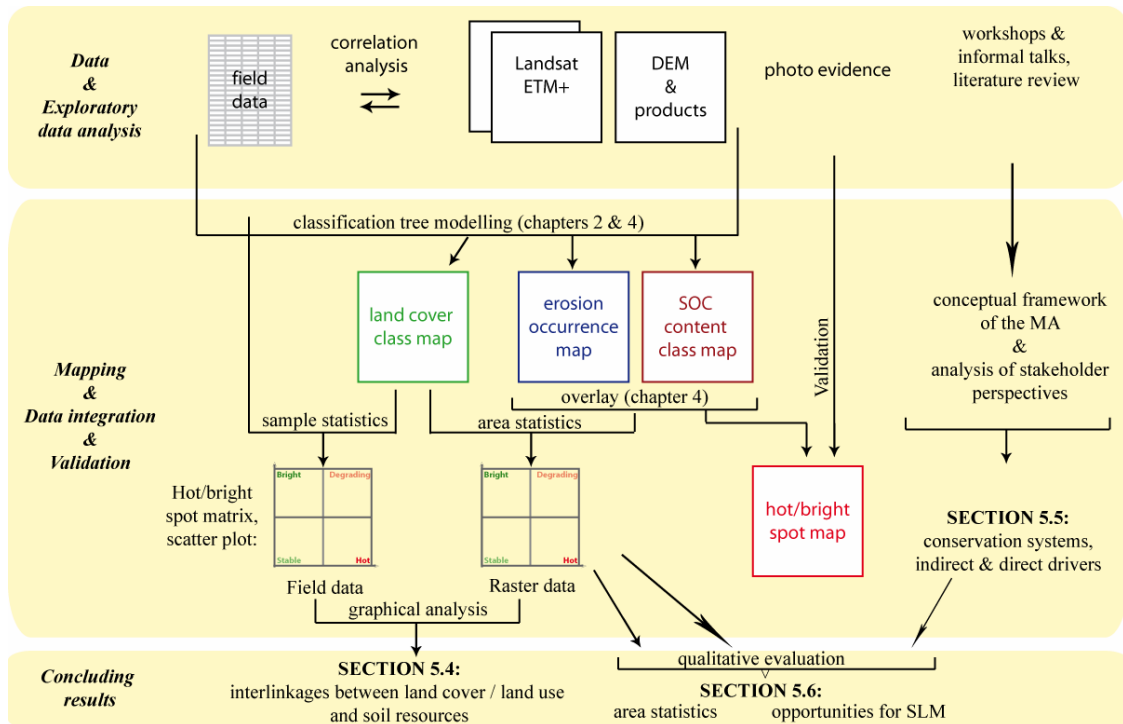 Data
&
Exploratory
data analysis
field
data
correlation
analysis
Landsat
ETM+
DEM
&
products
photo evidence
workshops &
informal talks,
literature review
Mapping
&
Data integration
&
Validation
classification tree modelling (chapters 2 & 4)
land cover
class map
erosion
occurrence
map
SOC
content
class map
Validation
conceptual framework
of the MA
&
analysis of stakeholder
perspectives
overlay (chapter 4)
sample statistics
area statistics
Hot/bright
spot matrix,
scatter plot:
Bright
Degrading
Stable
Hot
Field data
Bright
Degrading
Stable
Hot
Raster data
hot/bright
spot map
SECTION 5.5:
conservation systems,
indirect & direct drivers
graphical analysis
Concluding
results
SECTION 5.4:
interlinkages between land cover / land use
and soil resources
qualitative evaluation
SECTION 5.6:
area statistics
opportunities for SLM